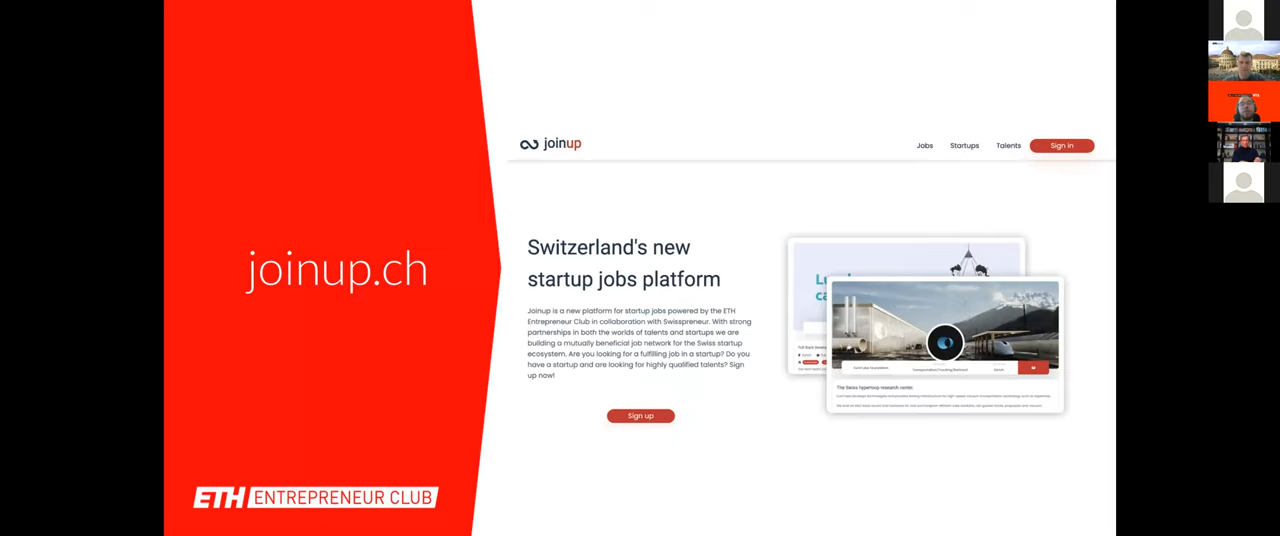 joinup.ch
ETH ENTREPRENEUR CLUB
joinup
Jobs Startups Talents Sign in
Switzerland's new
startup jobs platform
Joinup is a new platform for startup jobs powered by the ETH
Entrepreneur Club in collaboration with Swisspreneur. With strong
partnerships in both the worlds of talents and startups we are
building a mutually beneficial job network for the Swiss startup
ecosystem. Are you looking for a fulfilling job in a startup? Do you
have a startup and are looking for highly qualified talents? Sign
up now!
Sign up
The Swiss hyperloop research center.